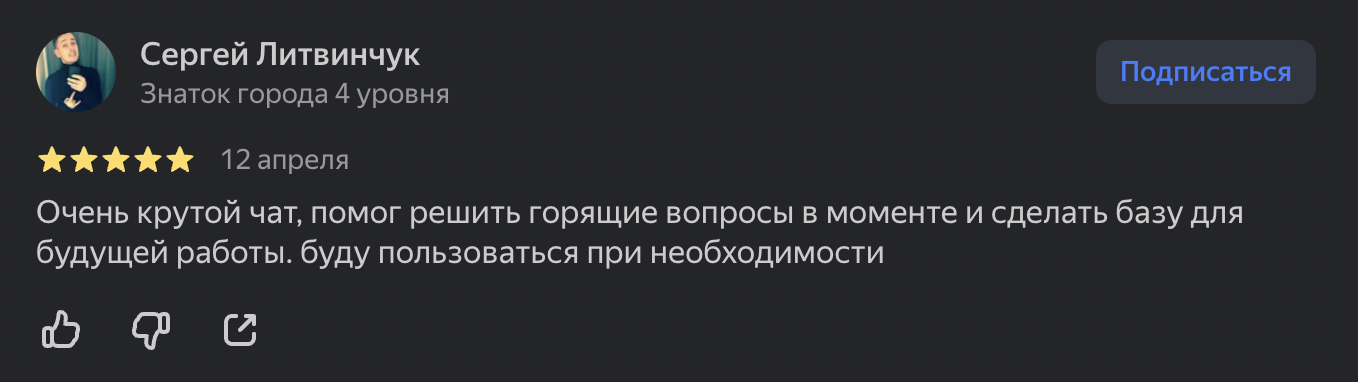 Сергей Литвинчук
Знаток города 4 уровня
Подписаться
12 апреля
Очень крутой чат, помог решить горящие вопросы в моменте и сделать базу для
будущей работы. буду пользоваться при необходимости